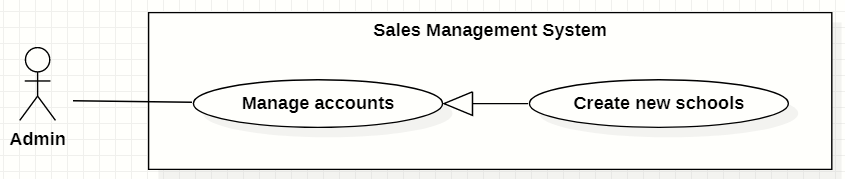 Sales Management System
Manage accounts
Create new schools
Admin